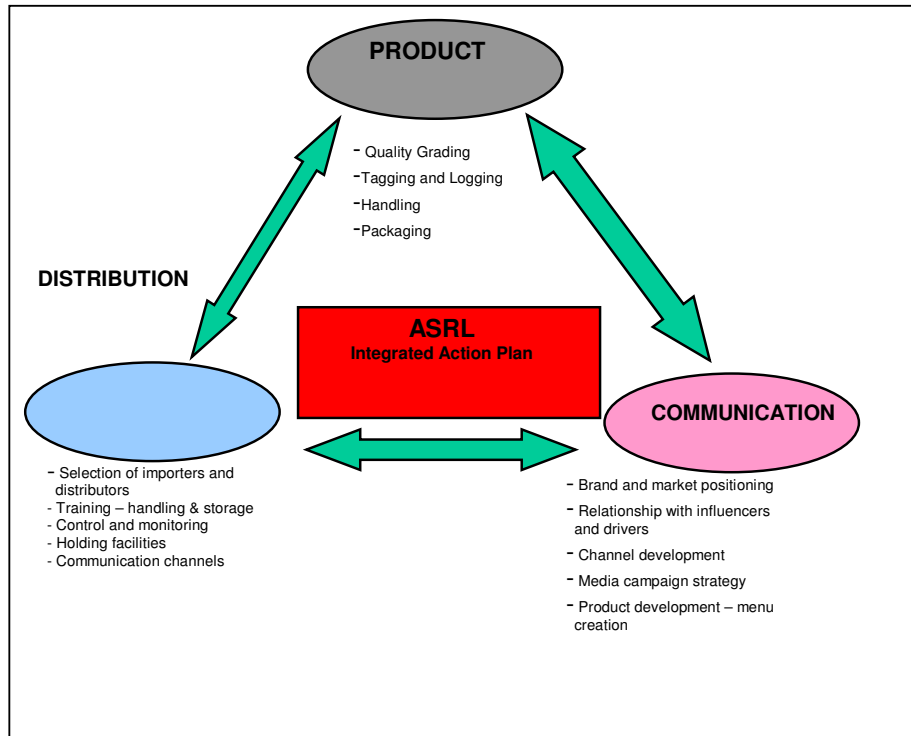 PRODUCT
- Quality Grading
-Tagging and Logging
-Handling
-Packaging
DISTRIBUTION
ASRL
Integrated Action Plan
COMMUNICATION
- Selection of importers and
distributors
- Training – handling & storage
- Control and monitoring
- Holding facilities
- Communication channels
- Brand and market positioning
- Relationship with influencers
and drivers
- Channel development
- Media campaign strategy
- Product development – menu
creation